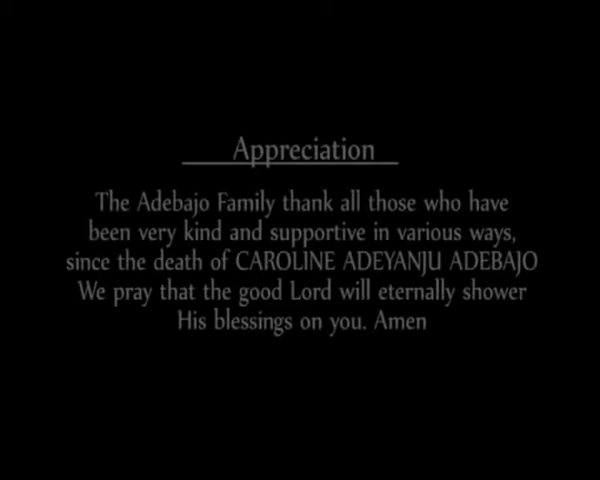 Appreciation
The Adebajo Family thank all those who have
been very kind and supportive in various ways,
since the death of CAROLINE ADEYANJU ADEBAJO
We pray that the good Lord will eternally shower
His blessings on you. Amen